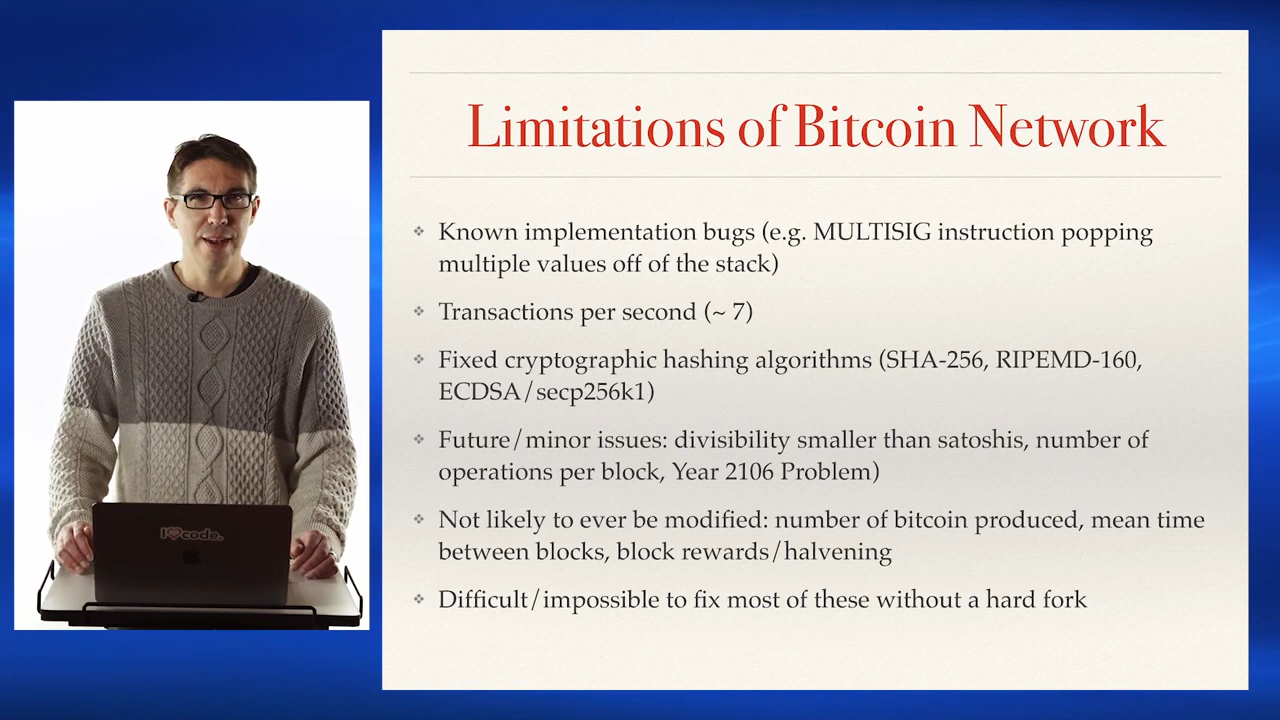 Limitations of Bitcoin Network
Known implementation bugs (e.g. MULTISIG instruction popping
multiple values off of the stack)
Transactions per second (~ 7)
Fixed cryptographic hashing algorithms (SHA-256, RIPEMD-160,
ECDSA/secp256k1)
Future/minor issues: divisibility smaller than satoshis, number of
operations per block, Year 2106 Problem)
Not likely to ever be modified: number of bitcoin produced, mean time
between blocks, block rewards/halvening
Difficult/impossible to fix most of these without a hard fork
I❤code.